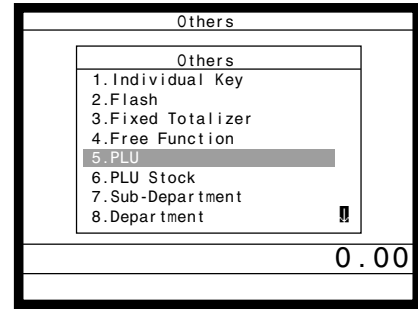 Others
Others
1.Individual Key
2.Flash
3.Fixed Totalizer
4.Free Function
5.PLU
6.PLU Stock
7.Sub-Department
8.Department
0.00